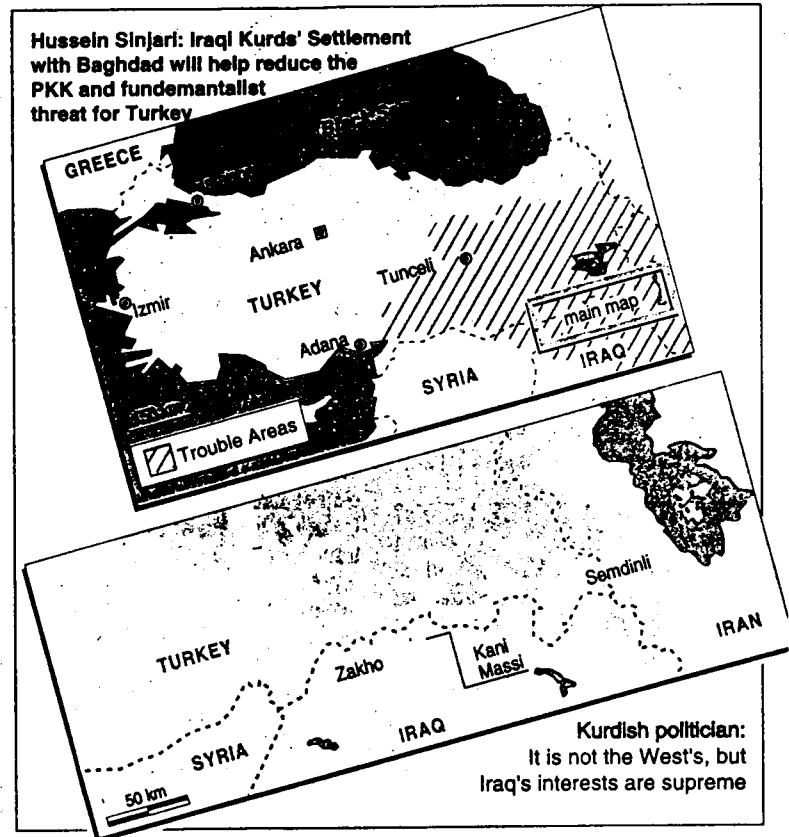 Hussein Sinjari: Iraqi Kurds' Settlement
with Baghdad will help reduce the
PKK and fundemantalist
threat for Turkey
GREECE
Ankara
Tunceli
Izmir
TURKEY
Adana
main map
SYRIA
IRAQ
Trouble Areas
Semdinli
TURKEY
IRAN
Zakho
Kani
Massi
IRAQ
SYRIA
50 km
Kurdish politician:
It is not the West's, but
Iraq's interests are supreme